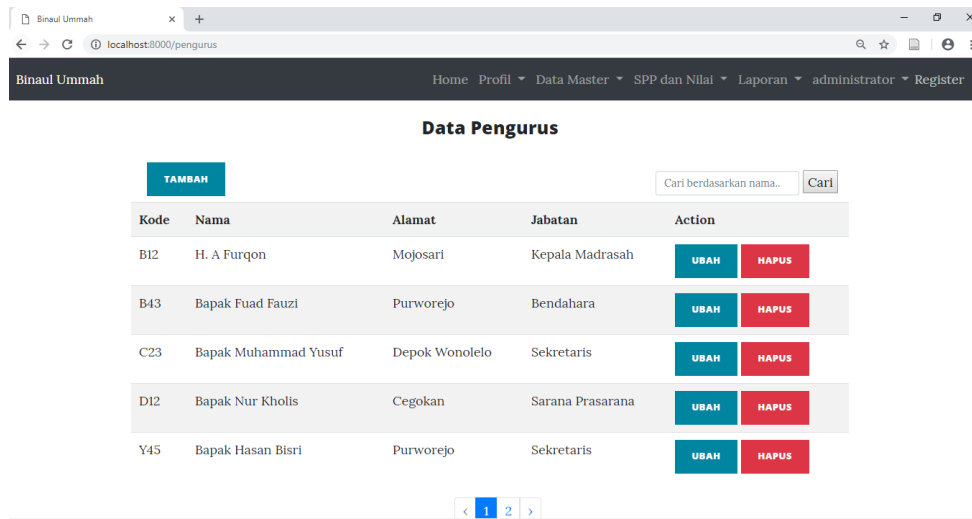 Binaul Ummah
localhost:8000/pengurus
Binaul Ummah Home Profil Data Master SPP dan Nilai Laporan administrator Register
Data Pengurus
TAMBAH Cari berdasarkan nama.. Cari
Kode Nama Alamat Jabatan Action
B12 H. A Furqon Mojosari Kepala Madrasah UBAH HAPUS
B43 Bapak Fuad Fauzi Purworejo Bendahara UBAH HAPUS
C23 Bapak Muhammad Yusuf Depok Wonolelo Sekretaris UBAH HAPUS
D12 Bapak Nur Kholis Cegokan Sarana Prasarana UBAH HAPUS
Y45 Bapak Hasan Bisri Purworejo Sekretaris UBAH HAPUS
‹ 1 2 ›